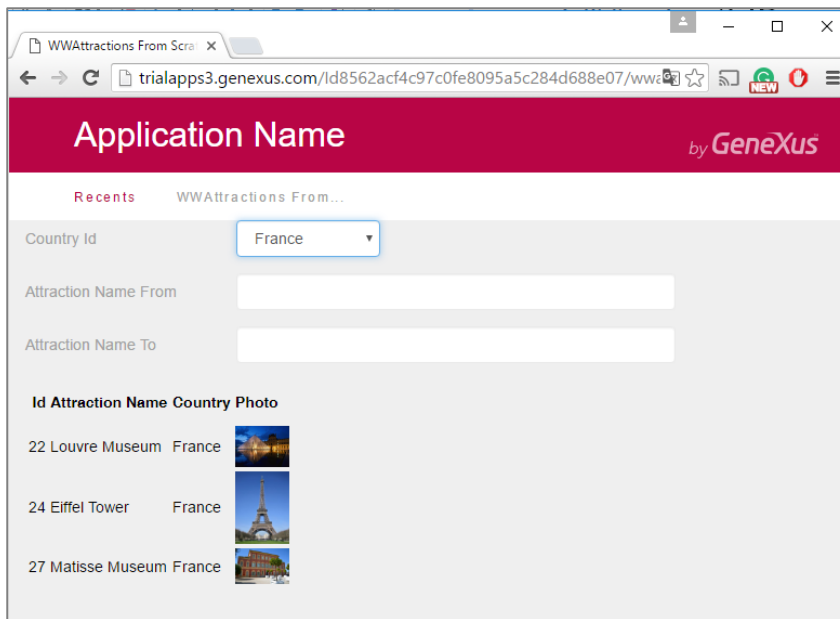 WWAttractions From Scra
trialapps3.genexus.com/Id8562acf4c97c0fe8095a5c284d688e07/wwa
NEW
Application Name
by GeneXus
Recents WWAttractions From...
Country Id France
Attraction Name From
Attraction Name To
Id Attraction Name Country Photo
22 Louvre Museum France
24 Eiffel Tower France
27 Matisse Museum France